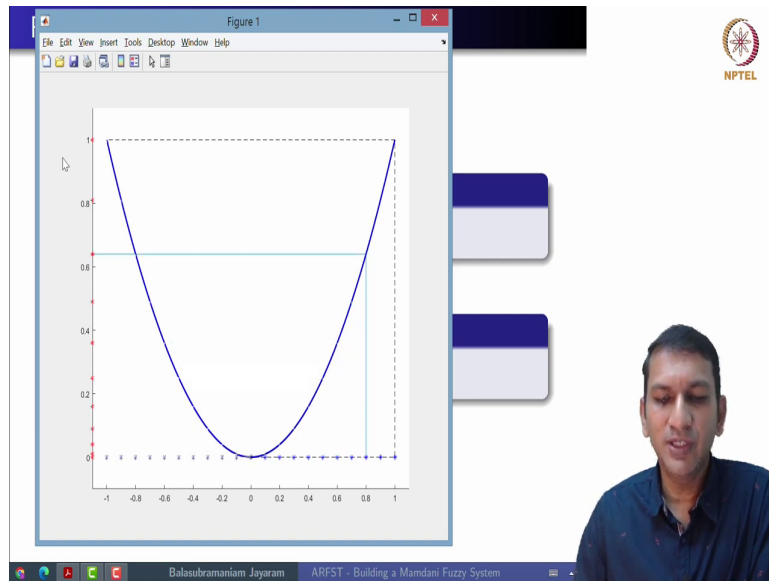 Figure 1
File Edit View Insert Tools Desktop Window Help
NPTEL
1
0.8
0.6
0.4
0.2
0
-1 -0.8 -0.6 -0.4 -0.2 0 0.2 0.4 0.6 0.8 1
Balasubramaniam Jayaram ARFST - Building a Mamdani Fuzzy System